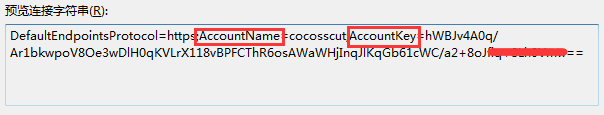 预览连接字符串(R):
DefaultEndpointsProtocol=https;AccountName=cocosscut;AccountKey=hWBJv4A0q/
Ar1bkwpoV8Oe3wDlH0qKVLrX118vBPFCThR6osAWaWHjInqJlKqGb61cWC/a2+8oJ ==